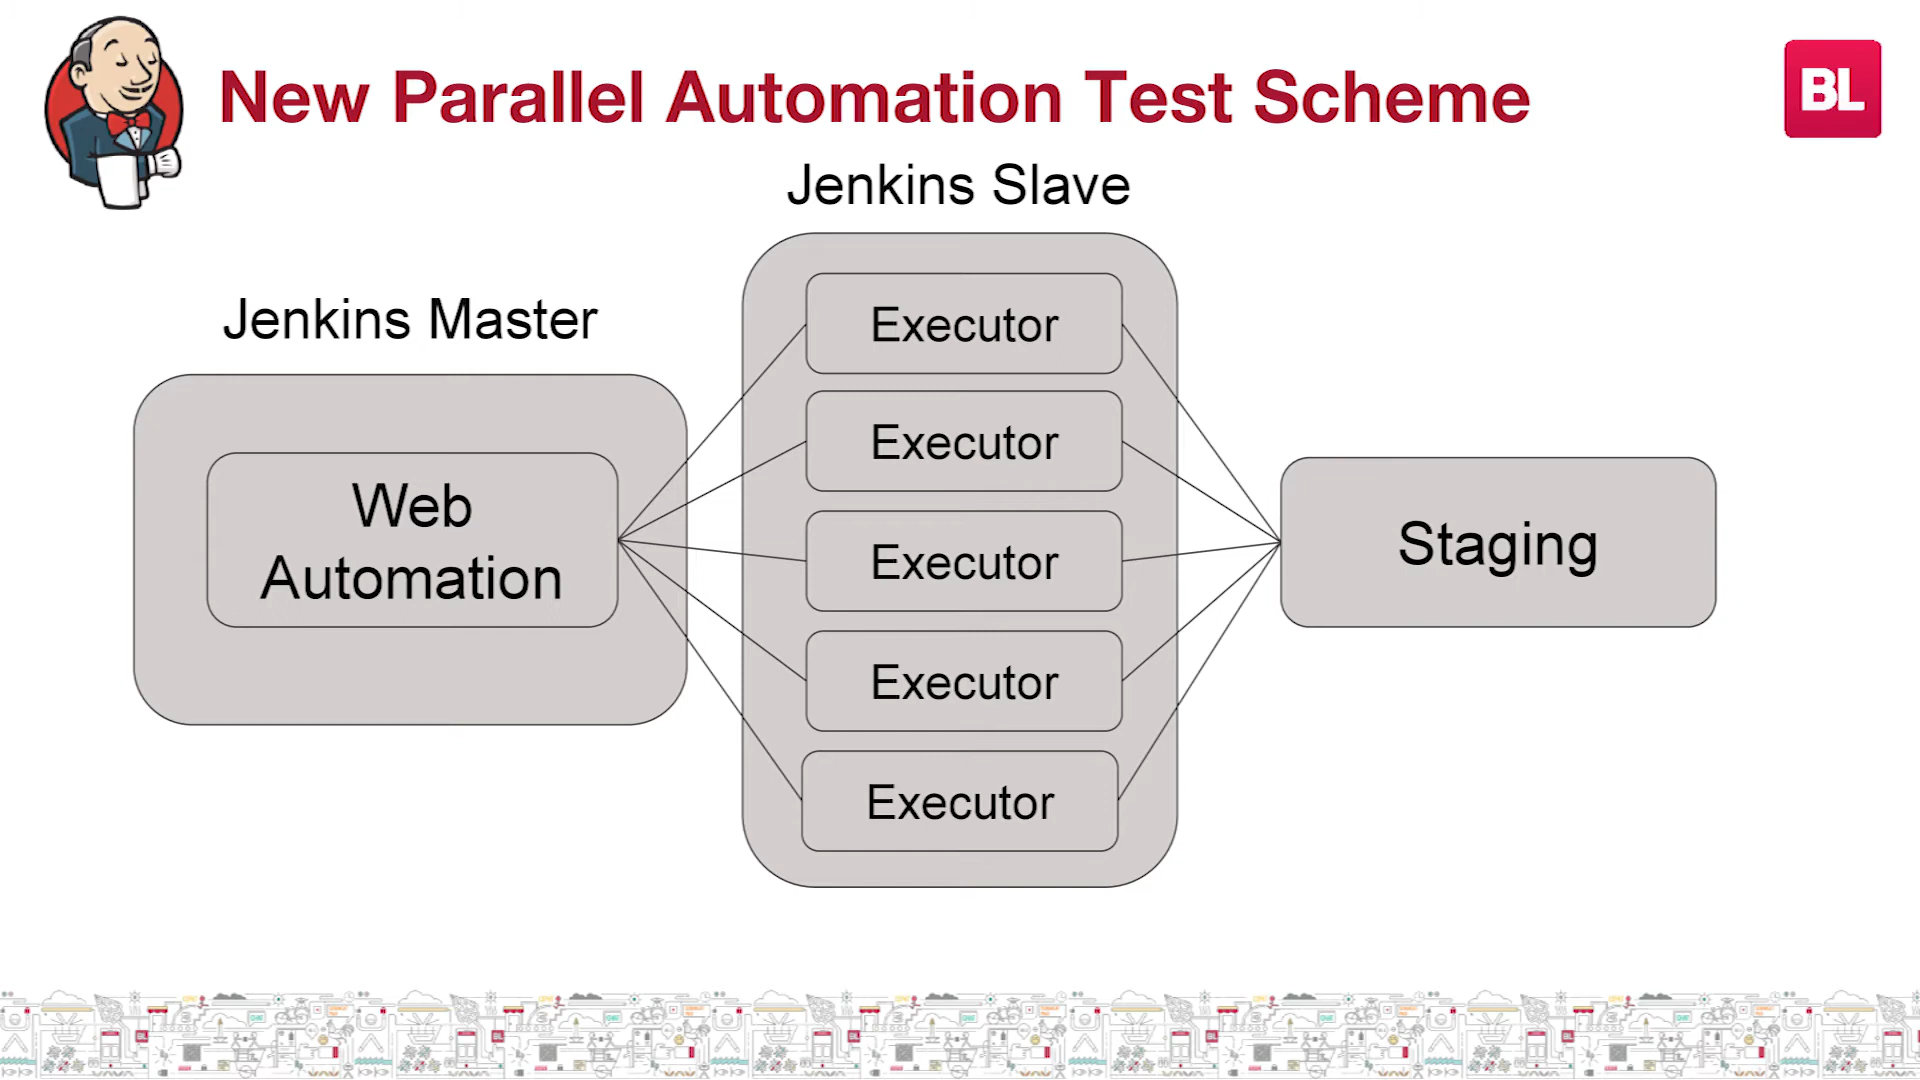 New Parallel Automation Test Scheme
BL
Jenkins Slave
Jenkins Master
Executor
Executor
Executor
Executor
Executor
Web
Automation
Staging